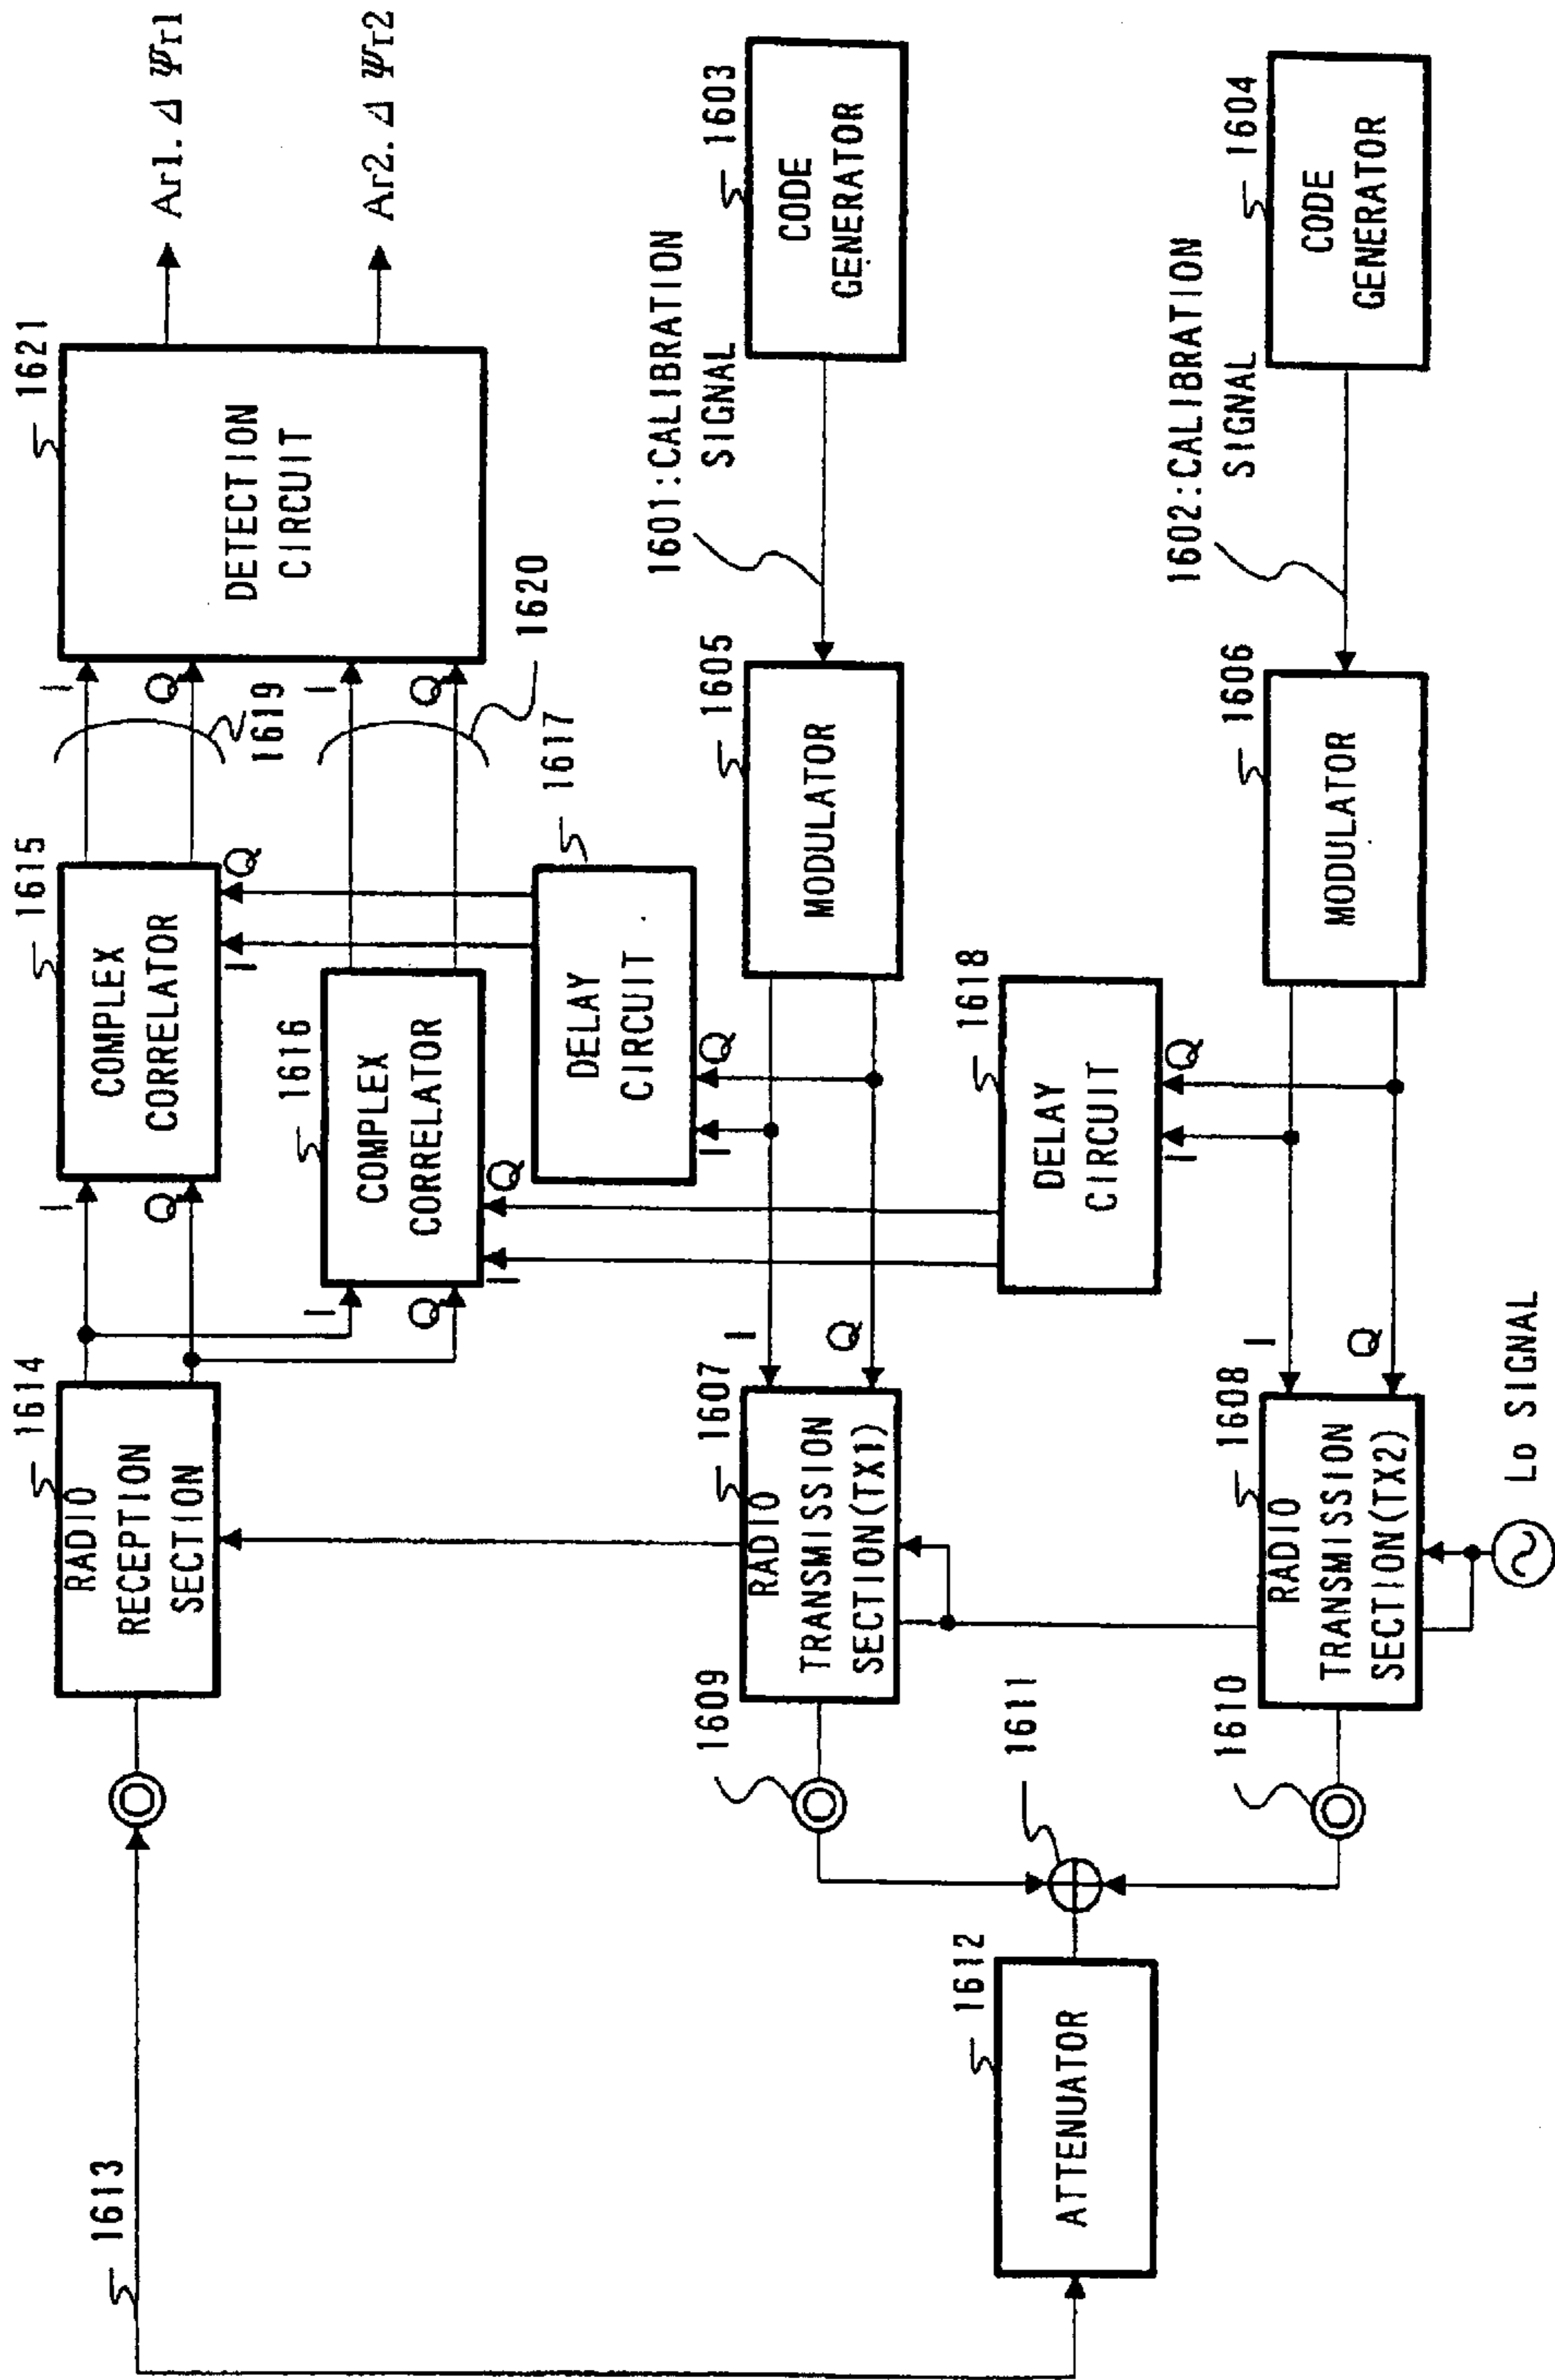 1613
1614
RADIO
RECEPTION
SECTION
I
Q
1615
COMPLEX
CORRELATOR
I
Q
1619
1621
DETECTION
CIRCUIT
Ar1. Δ Ψr1
Ar2. Δ Ψr2
I
Q
1616
COMPLEX
CORRELATOR
I
Q
1620
I
Q
I
Q
1617
DELAY
CIRCUIT
I
Q
1609
1607
RADIO
TRANSMISSION
SECTION(TX1)
I
Q
1605
MODULATOR
1601:CALIBRATION
SIGNAL
1603
CODE
GENERATOR
1612
ATTENUATOR
1611
1618
DELAY
CIRCUIT
I
Q
1610
1608
RADIO
TRANSMISSION
SECTION(TX2)
I
Q
1606
MODULATOR
1602:CALIBRATION
SIGNAL
1604
CODE
GENERATOR
Lo SIGNAL